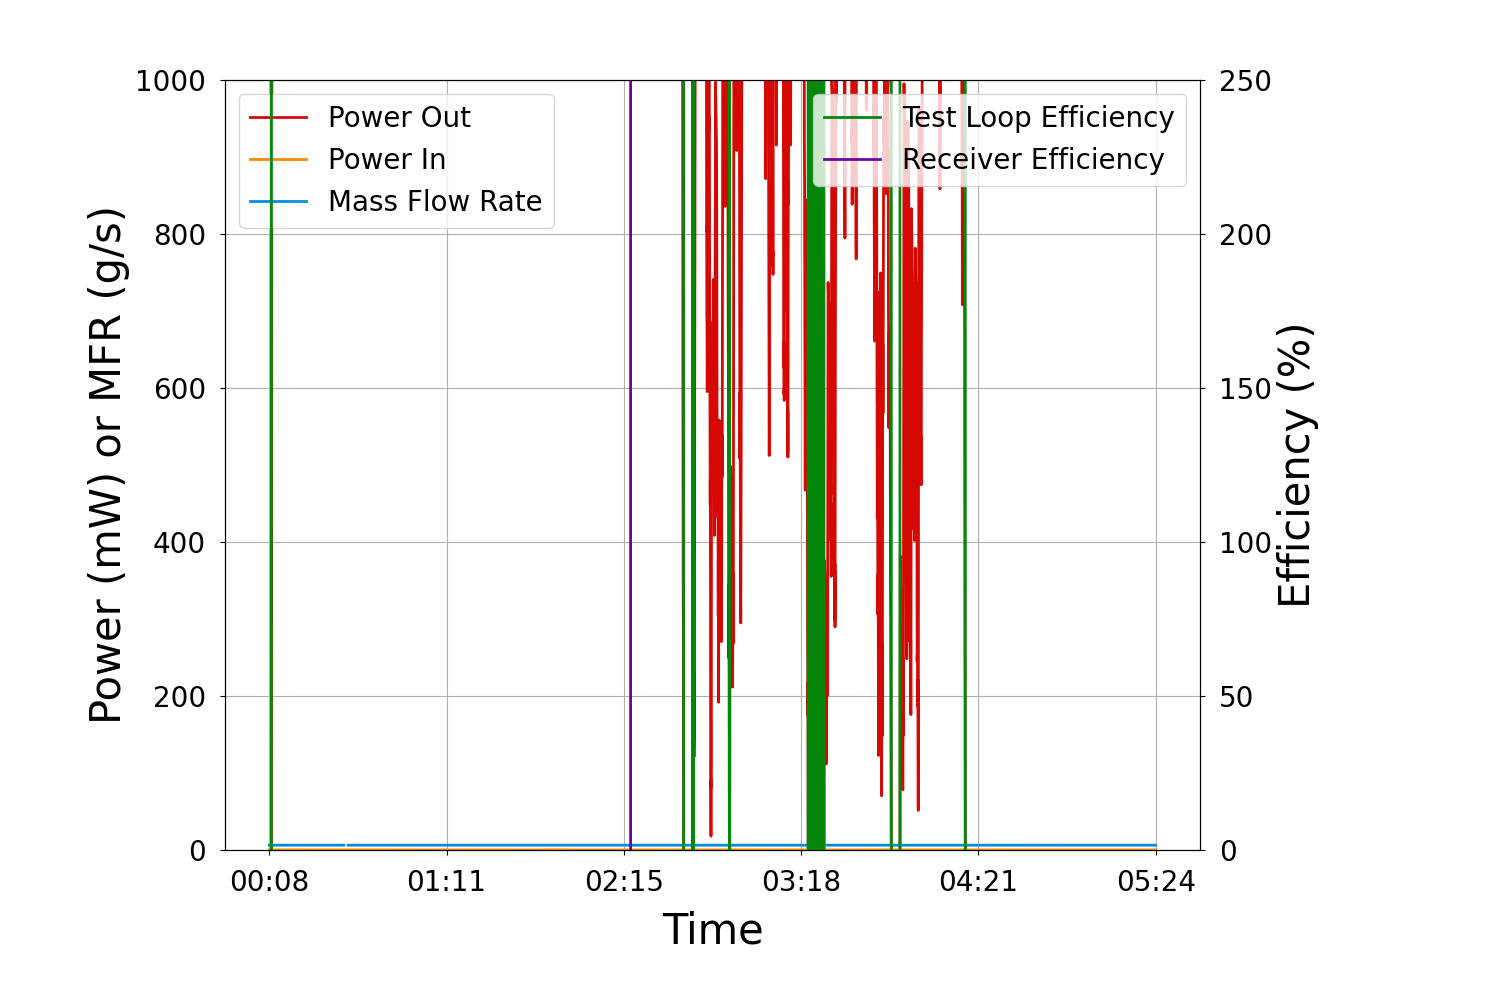 1000
800
600
400
200
0
Power (mW) or MFR (g/s)
Power Out
Power In
Mass Flow Rate
Test Loop Efficiency
Receiver Efficiency
250
200
150
100
50
0
Efficiency (%)
00:08 01:11 02:15 03:18 04:21 05:24
Time